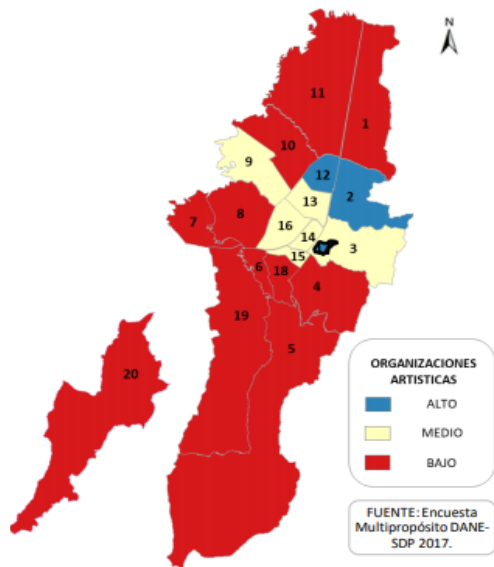 N
11
1
10
9
12
13
2
8
7
16
14
3
15
6
18
4
19
5
20
ORGANIZACIONES
ARTISTICAS
ALTO
MEDIO
BAJO
FUENTE: Encuesta
Multipropósito DANE-
SDP 2017.